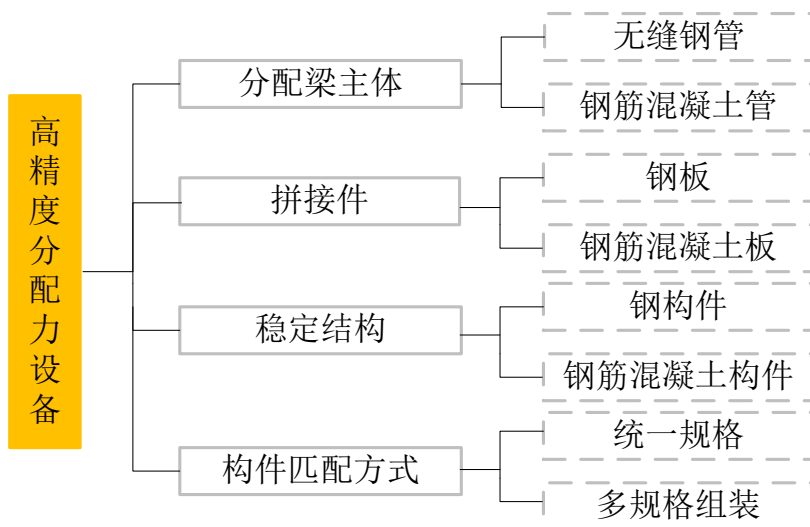 高精度分配力设备
分配梁主体
无缝钢管
钢筋混凝土管
拼接件
钢板
钢筋混凝土板
稳定结构
钢构件
钢筋混凝土构件
构件匹配方式
统一规格
多规格组装